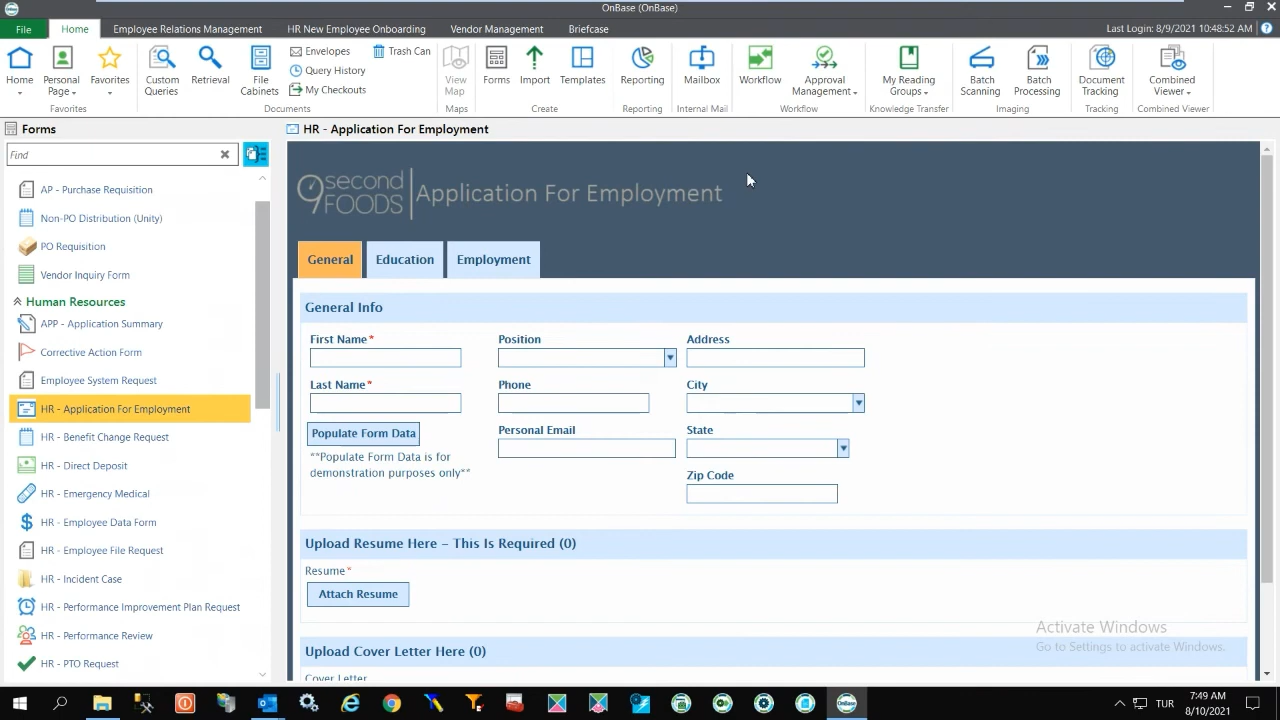 OnBase (OnBase)
File Home Employee Relations Management HR New Employee Onboarding Vendor Management Briefcase Last Login: 8/9/2021 10:48:52 AM
Home
Personal Page
Favorites
Custom Queries
Retrieval
File Cabinets
Envelopes
Query History
My Checkouts
Trash Can
View Map
Forms
Import
Templates
Reporting
Mailbox
Workflow
Approval Management
My Reading Groups
Batch Scanning
Batch Processing
Document Tracking
Combined Viewer
Favorites Documents Maps Create Reporting Internal Mail Workflow Knowledge Transfer Imaging Tracking Combined Viewer
Forms
Find
AP - Purchase Requisition
Non-PO Distribution (Unity)
PO Requisition
Vendor Inquiry Form
Human Resources
APP - Application Summary
Corrective Action Form
Employee System Request
HR - Application For Employment
HR - Benefit Change Request
HR - Direct Deposit
HR - Emergency Medical
HR - Employee Data Form
HR - Employee File Request
HR - Incident Case
HR - Performance Improvement Plan Request
HR - Performance Review
HR - PTO Request
HR - Application For Employment
9 second FOODS Application For Employment
General Education Employment
General Info
First Name* Position Address
Last Name* Phone City
Populate Form Data Personal Email State
**Populate Form Data is for
demonstration purposes only**
Zip Code
Upload Resume Here – This Is Required (0)
Resume*
Attach Resume
Upload Cover Letter Here (0)
Cover Letter
Activate Windows
Go to Settings to activate Windows.
OnBase
TUR
7:49 AM
8/10/2021